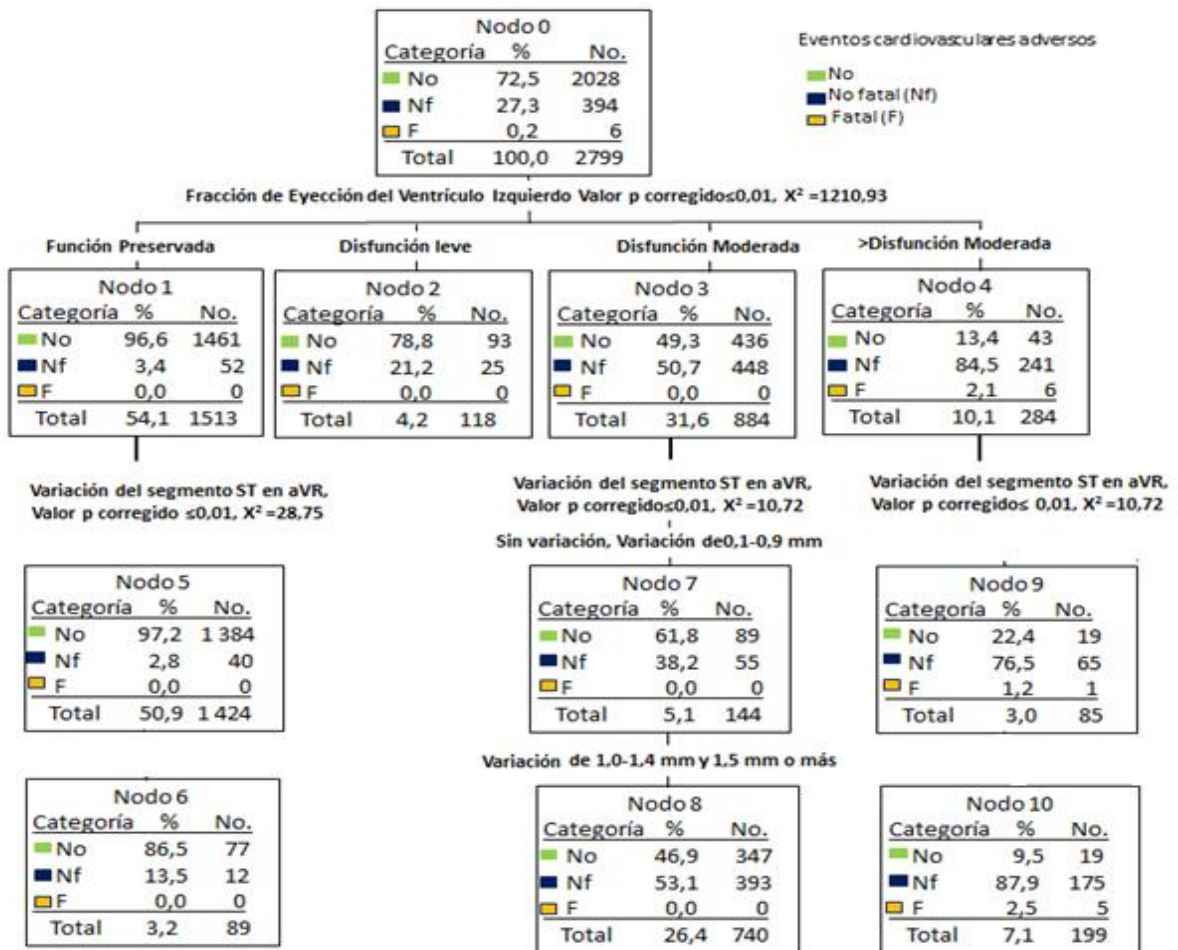 Nodo 0
Categoría % No.
No 72,5 2028
Nf 27,3 394
F 0,2 6
Total 100,0 2799
Eventos cardiovasculares adversos
No
No fatal (Nf)
Fatal (F)
Fracción de Eyección del Ventrículo Izquierdo Valor p corregido≤0,01, X² =1210,93
Función Preservada
Disfunción leve
Disfunción Moderada
>Disfunción Moderada
Nodo 1
Categoría % No.
No 96,6 1461
Nf 3,4 52
F 0,0 0
Total 54,1 1513
Nodo 2
Categoría % No.
No 78,8 93
Nf 21,2 25
F 0,0 0
Total 4,2 118
Nodo 3
Categoría % No.
No 49,3 436
Nf 50,7 448
F 0,0 0
Total 31,6 884
Nodo 4
Categoría % No.
No 13,4 43
Nf 84,5 241
F 2,1 6
Total 10,1 284
Variación del segmento ST en aVR,
Valor p corregido ≤0,01, X² =28,75
Variación del segmento ST en aVR,
Valor p corregido≤0,01, X² =10,72
Variación del segmento ST en aVR,
Valor p corregido≤ 0,01, X² =10,72
Sin variación, Variación de0,1-0,9 mm
Nodo 5
Categoría % No.
No 97,2 1 384
Nf 2,8 40
F 0,0 0
Total 50,9 1 424
Nodo 7
Categoría % No.
No 61,8 89
Nf 38,2 55
F 0,0 0
Total 5,1 144
Nodo 9
Categoría % No.
No 22,4 19
Nf 76,5 65
F 1,2 1
Total 3,0 85
Variación de 1,0-1,4 mm y 1,5 mm o más
Nodo 6
Categoría % No.
No 86,5 77
Nf 13,5 12
F 0,0 0
Total 3,2 89
Nodo 8
Categoría % No.
No 46,9 347
Nf 53,1 393
F 0,0 0
Total 26,4 740
Nodo 10
Categoría % No.
No 9,5 19
Nf 87,9 175
F 2,5 5
Total 7,1 199